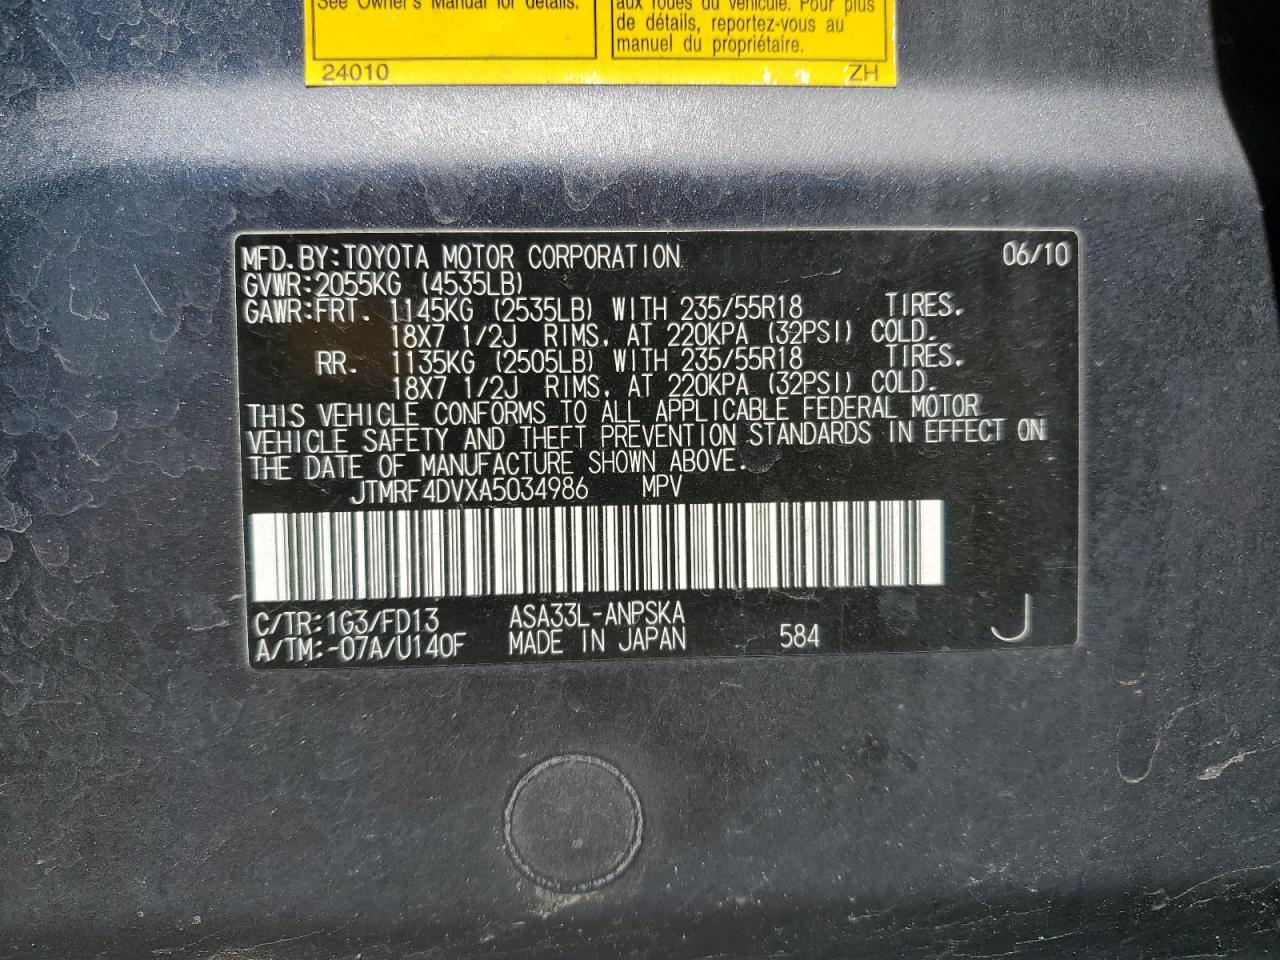 See Owner's Manual for details.
aux roues du véhicule. Pour plus
de détails, reportez-vous au
manuel du propriétaire.
24010 ZH
MFD.BY:TOYOTA MOTOR CORPORATION 06/10
GVWR:2055KG (4535LB)
GAWR:FRT. 1145KG (2535LB) WITH 235/55R18 TIRES.
18X7 1/2J RIMS, AT 220KPA (32PSI) COLD.
RR. 1135KG (2505LB) WITH 235/55R18 TIRES.
18X7 1/2J RIMS, AT 220KPA (32PSI) COLD.
THIS VEHICLE CONFORMS TO ALL APPLICABLE FEDERAL MOTOR
VEHICLE SAFETY AND THEFT PREVENTION STANDARDS IN EFFECT ON
THE DATE OF MANUFACTURE SHOWN ABOVE.
JTMRF4DVXA5034986 MPV
C/TR:1G3/FD13 ASA33L-ANPSKA
A/TM:-07A/U140F MADE IN JAPAN 584 J